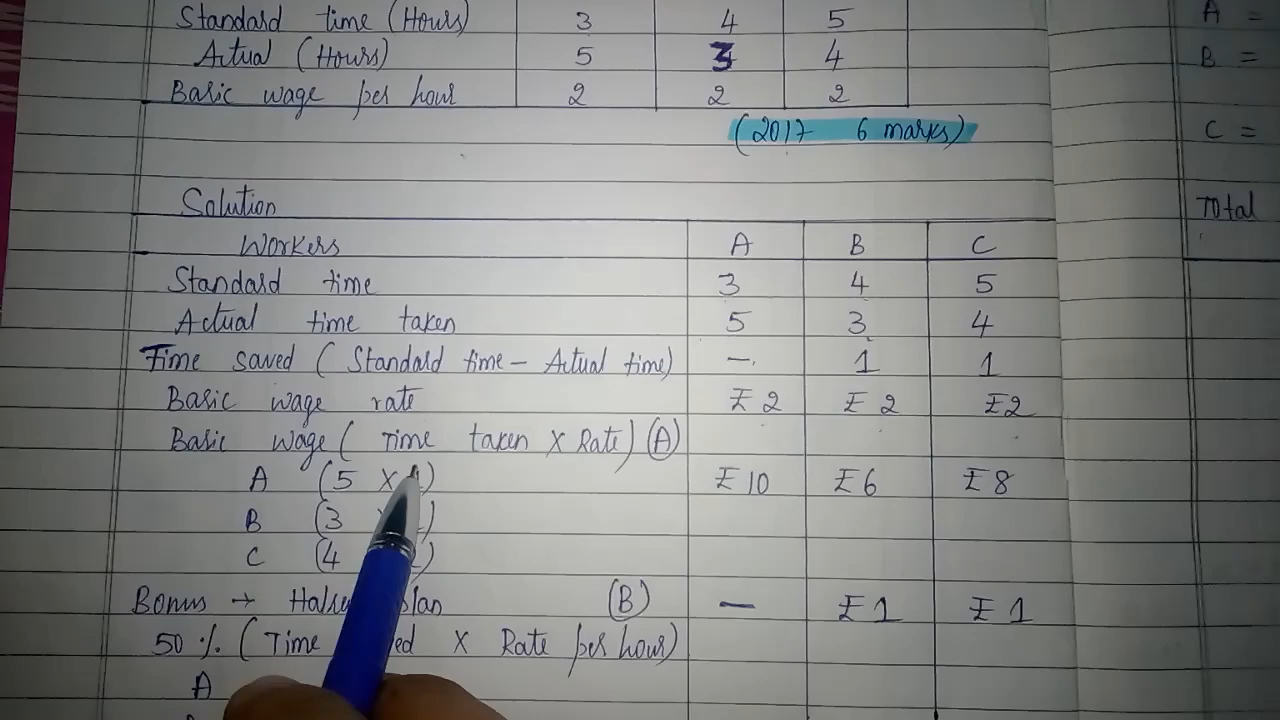 Standard time (Hours) 3 4 5
Actual (Hours) 5 3 4
Basic wage per hour 2 2 2
(2017 6 marks)
A =
B =
C =
Total
Solution
Workers A B C
Standard time 3 4 5
Actual time taken 5 3 4
Time saved ( Standard time - Actual time) - 1 1
Basic wage rate ₹2 ₹2 ₹2
Basic wage ( Time taken X Rate) (A)
A (5 X ) ₹10 ₹6 ₹8
B (3 )
C (4 )
Bonus → plan (B) - ₹1 ₹1
50 % ( Time X Rate per hour)
A